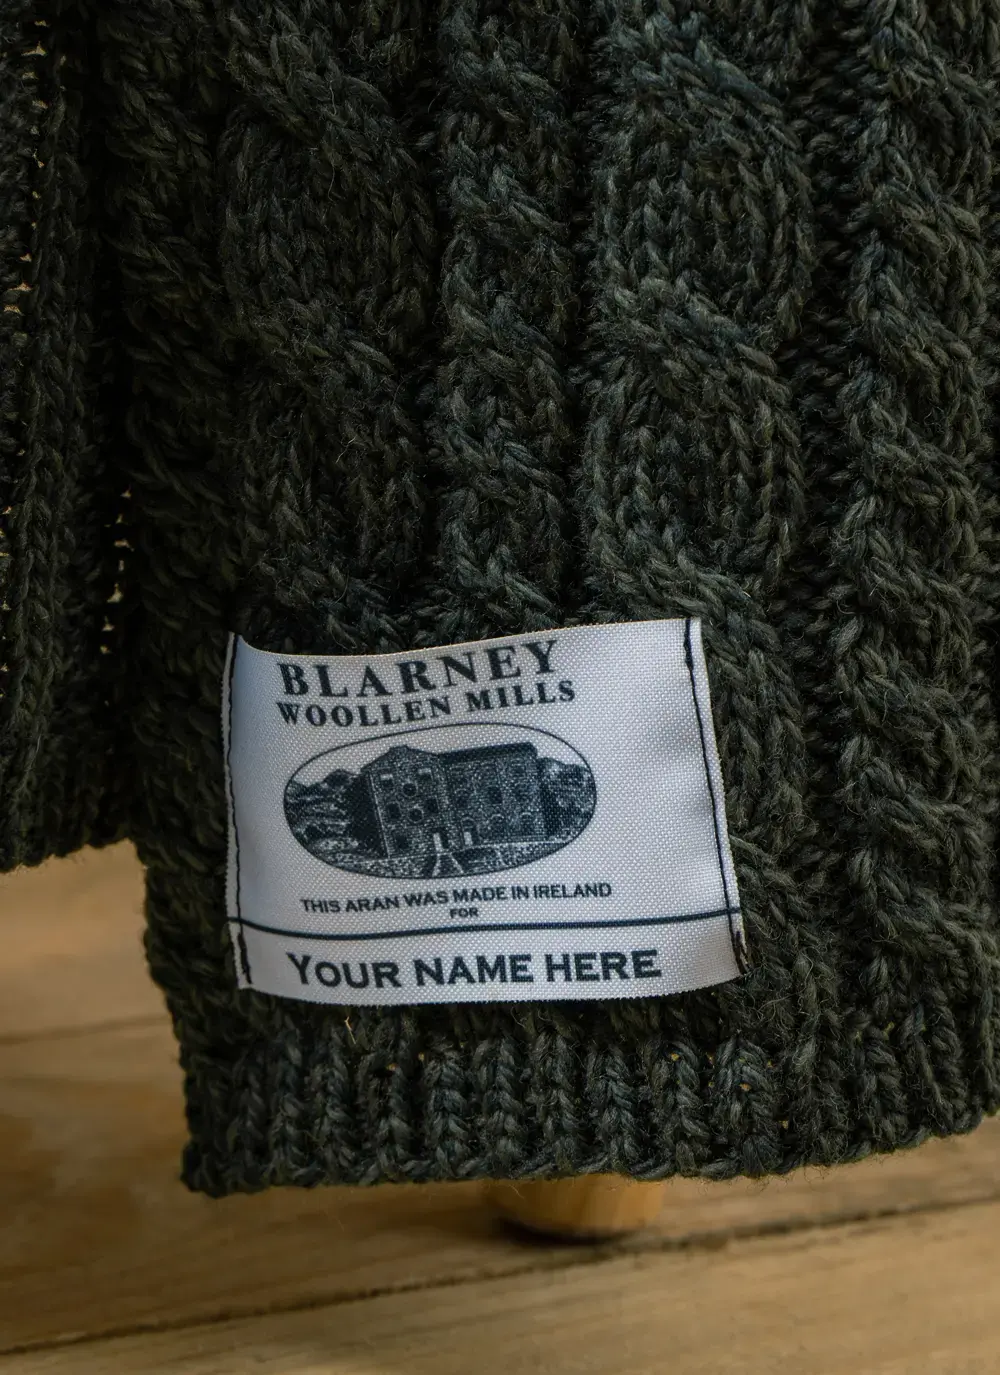 BLARNEY
WOOLLEN MILLS
THIS ARAN WAS MADE IN IRELAND
FOR
YOUR NAME HERE